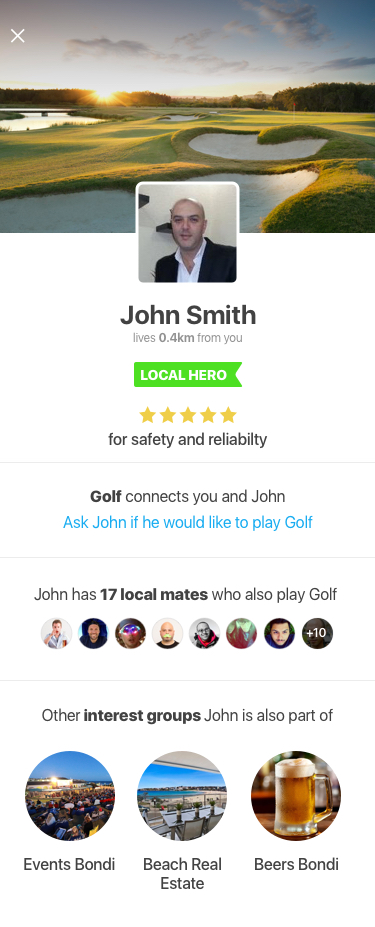 John Smith
lives 0.4km from you
LOCAL HERO
for safety and reliabilty
Golf connects you and John
Ask John if he would like to play Golf
John has 17 local mates who also play Golf
+10
Other interest groups John is also part of
Events Bondi
Beach Real
Estate
Beers Bondi